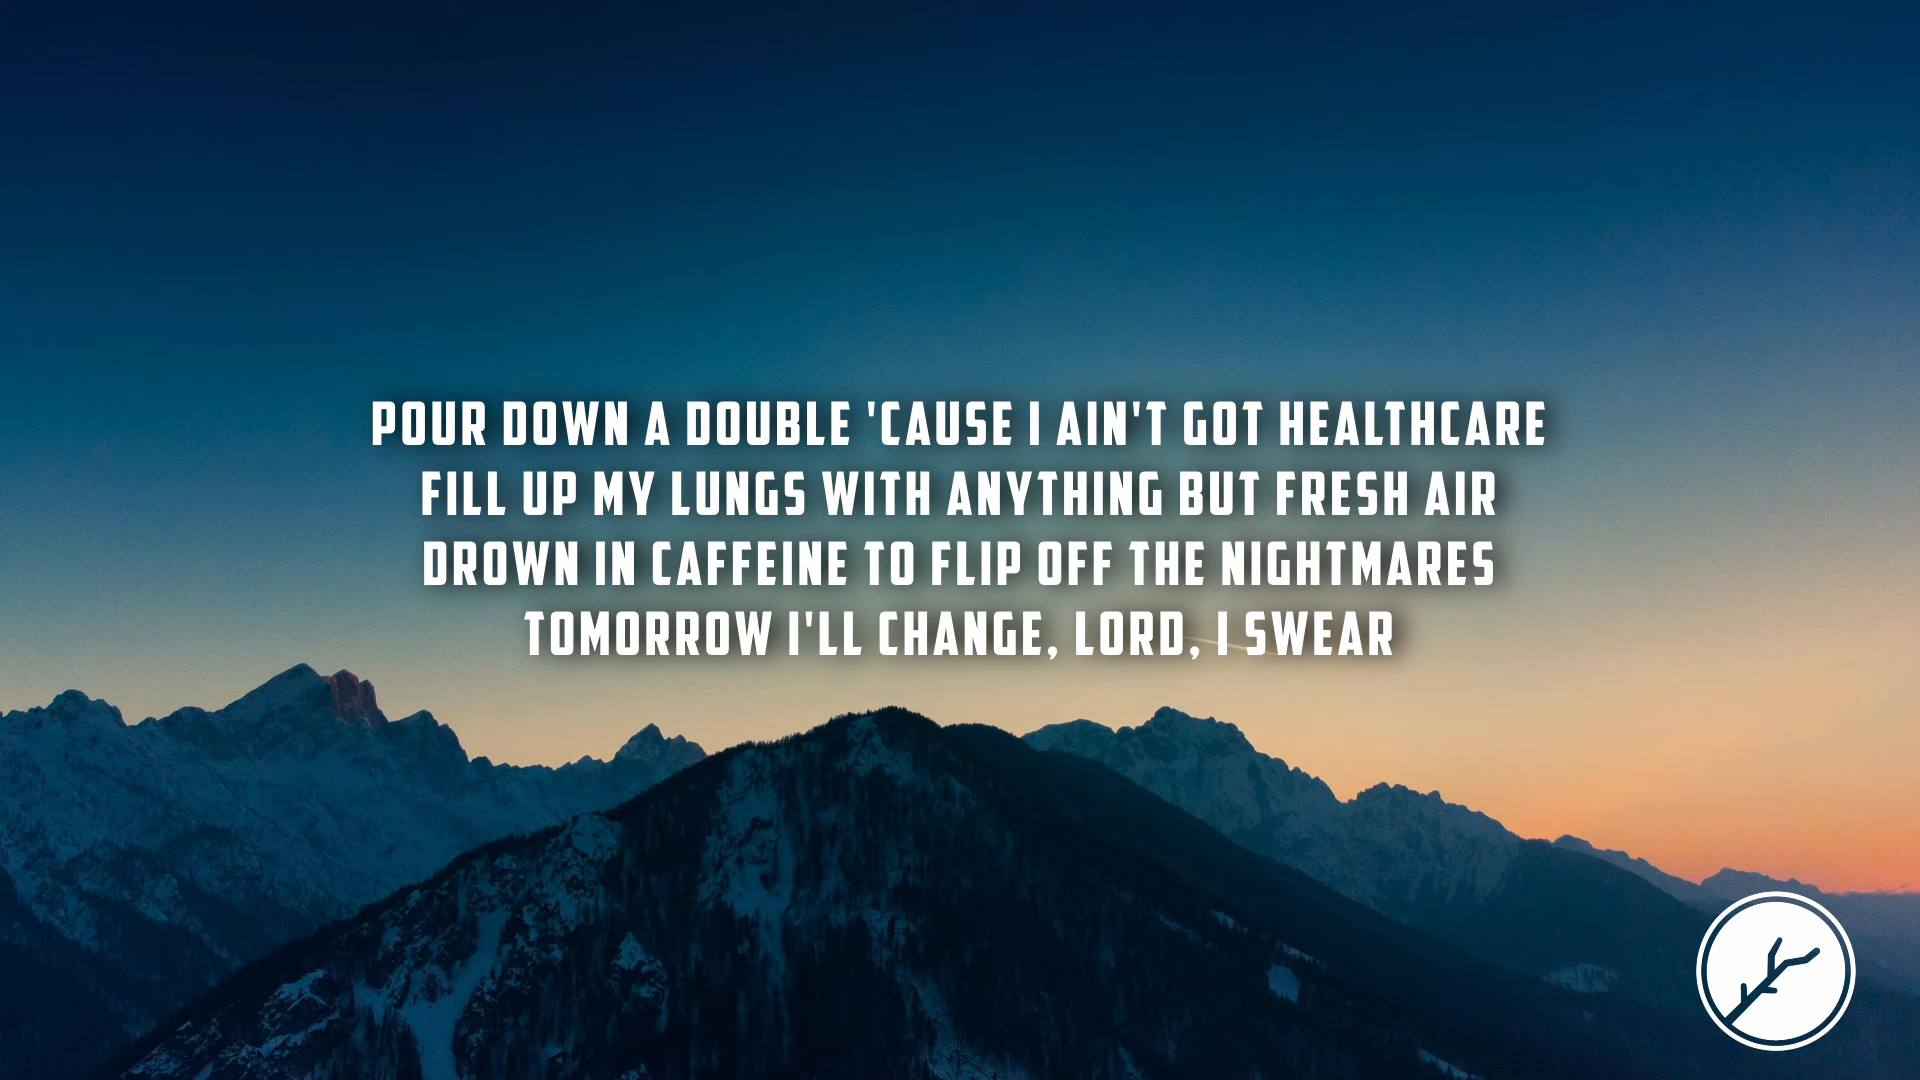 POUR DOWN A DOUBLE 'CAUSE I AIN'T GOT HEALTHCARE
FILL UP MY LUNGS WITH ANYTHING BUT FRESH AIR
DROWN IN CAFFEINE TO FLIP OFF THE NIGHTMARES
TOMORROW I'LL CHANGE, LORD, I SWEAR